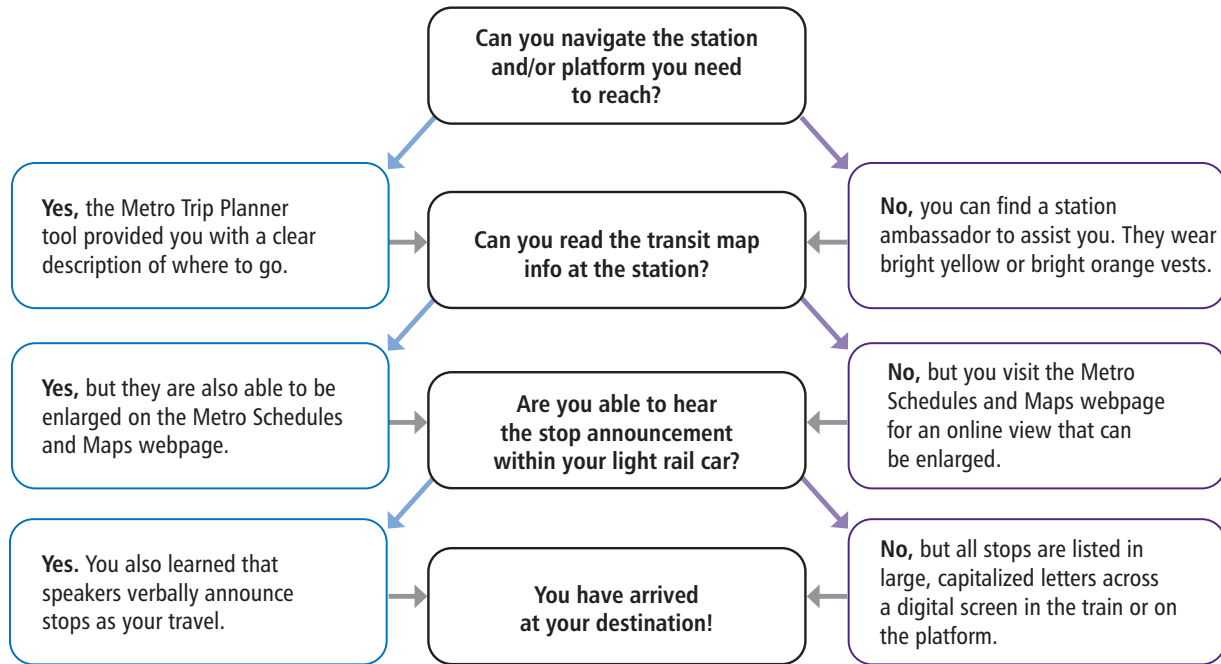 Can you navigate the station
and/or platform you need
to reach?
Yes, the Metro Trip Planner
tool provided you with a clear
description of where to go.
No, you can find a station
ambassador to assist you. They wear
bright yellow or bright orange vests.
Can you read the transit map
info at the station?
Yes, but they are also able to be
enlarged on the Metro Schedules
and Maps webpage.
No, but you visit the Metro
Schedules and Maps webpage
for an online view that can
be enlarged.
Are you able to hear
the stop announcement
within your light rail car?
Yes. You also learned that
speakers verbally announce
stops as your travel.
No, but all stops are listed in
large, capitalized letters across
a digital screen in the train or on
the platform.
You have arrived
at your destination!